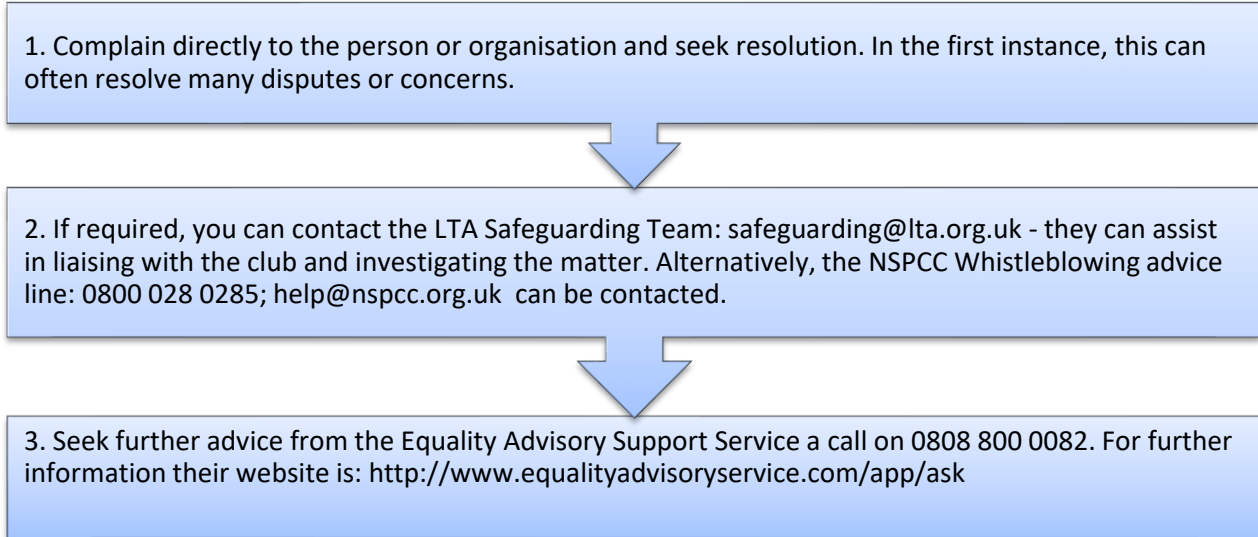 1. Complain directly to the person or organisation and seek resolution. In the first instance, this can
often resolve many disputes or concerns.
2. If required, you can contact the LTA Safeguarding Team: safeguarding@lta.org.uk - they can assist
in liaising with the club and investigating the matter. Alternatively, the NSPCC Whistleblowing advice
line: 0800 028 0285; help@nspcc.org.uk  can be contacted.
3. Seek further advice from the Equality Advisory Support Service a call on 0808 800 0082. For further
information their website is: http://www.equalityadvisoryservice.com/app/ask